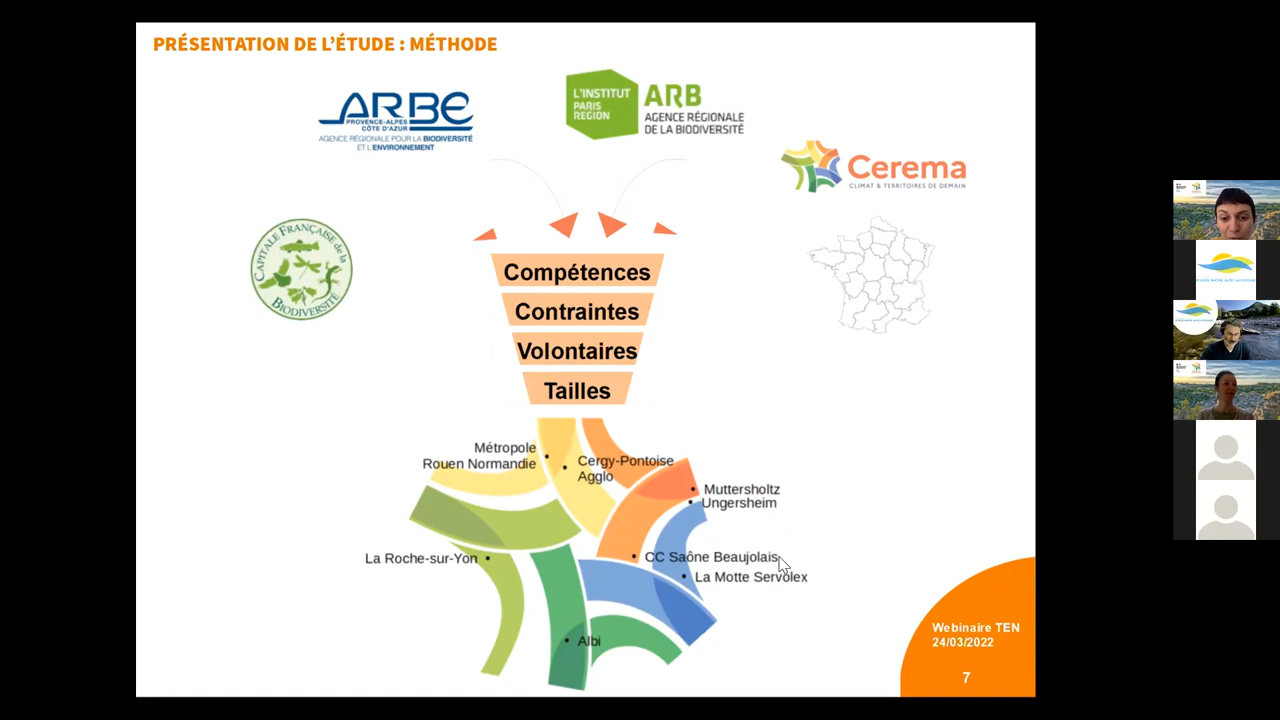 PRÉSENTATION DE L'ÉTUDE : MÉTHODE
ARBE
PROVENCE-ALPES
CÔTE D'AZUR
AGENCE RÉGIONALE POUR LA BIODIVERSITÉ
ET L'ENVIRONNEMENT
L'INSTITUT
PARIS
REGION
ARB
AGENCE RÉGIONALE
DE LA BIODIVERSITÉ
Cerema
CLIMAT & TERRITOIRES DE DEMAIN
CAPITALE FRANÇAISE de la
BIODIVERSITÉ
Compétences
Contraintes
Volontaires
Tailles
Métropole
Rouen Normandie
Cergy-Pontoise
Agglo
Muttersholtz
Ungersheim
La Roche-sur-Yon
CC Saône Beaujolais
La Motte Servolex
Albi
Webinaire TEN
24/03/2022
7